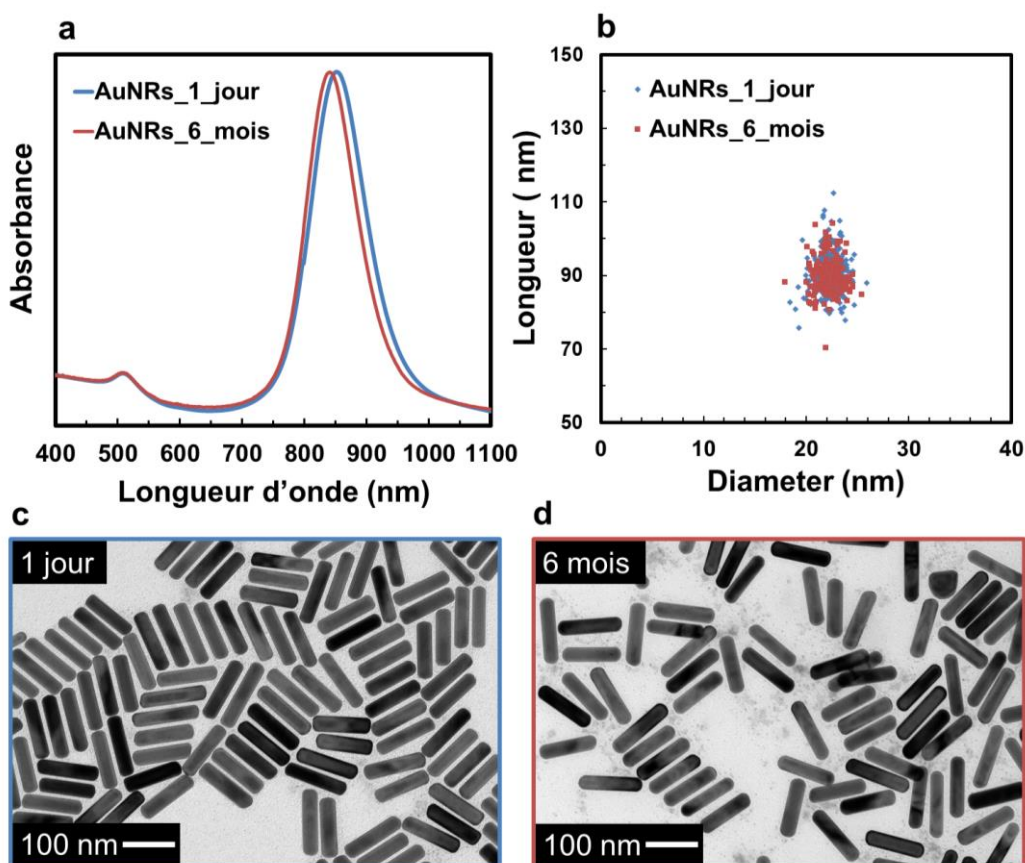 a
AuNRs_1_jour
AuNRs_6_mois
Absorbance
400 500 600 700 800 900 1000 1100
Longueur d’onde (nm)
b
150
130
110
90
70
50
AuNRs_1_jour
AuNRs_6_mois
Longueur ( nm)
0 10 20 30 40
Diameter (nm)
c
1 jour
100 nm
d
6 mois
100 nm